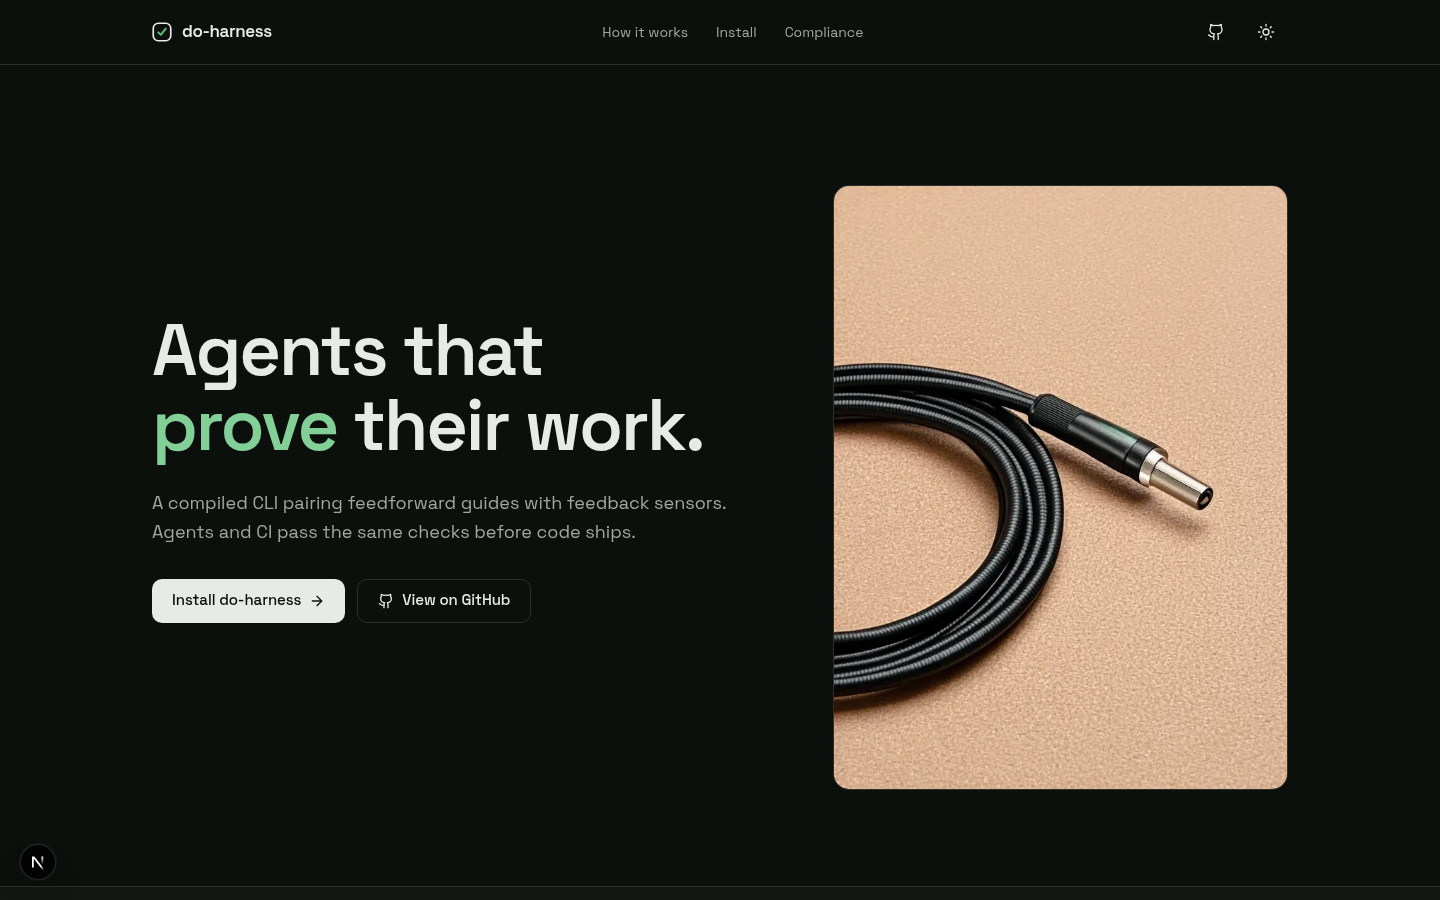 do-harness
How it works
Install
Compliance
Agents that
prove their work.
A compiled CLI pairing feedforward guides with feedback sensors.
Agents and CI pass the same checks before code ships.
Install do-harness
View on GitHub
N